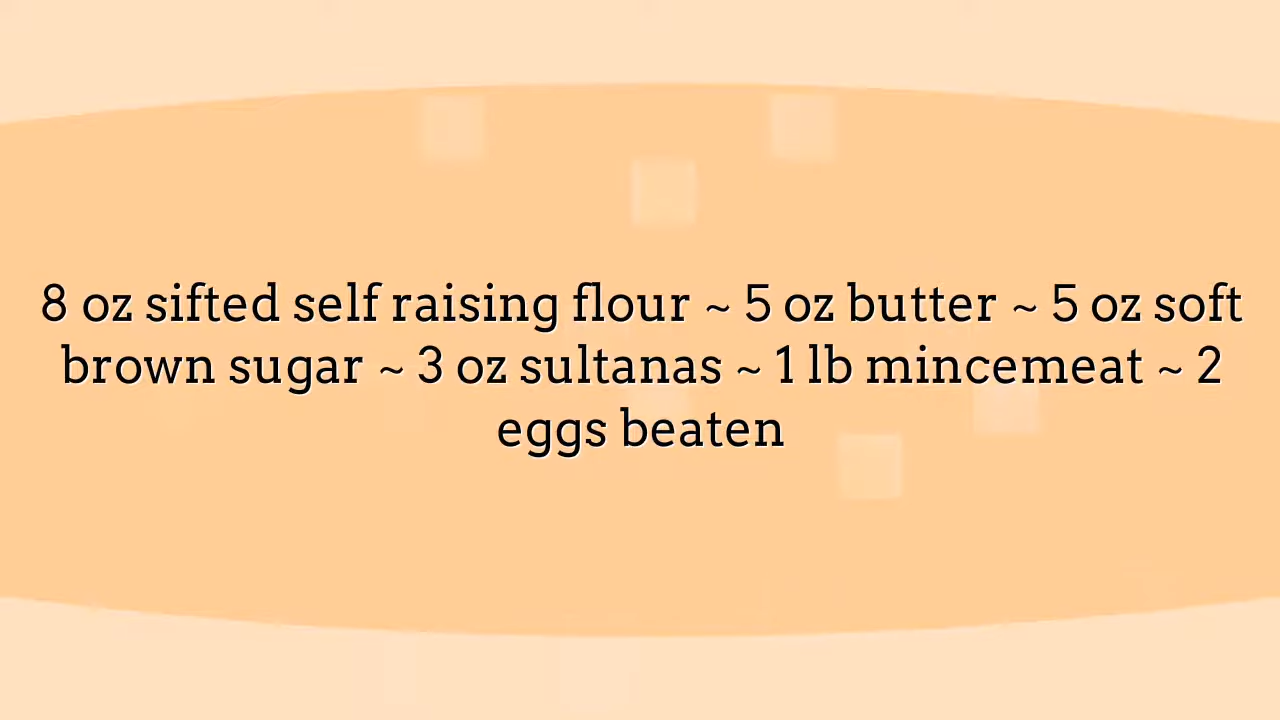 8 oz sifted self raising flour ~ 5 oz butter ~ 5 oz soft
brown sugar ~ 3 oz sultanas ~ 1 lb mincemeat ~ 2
eggs beaten